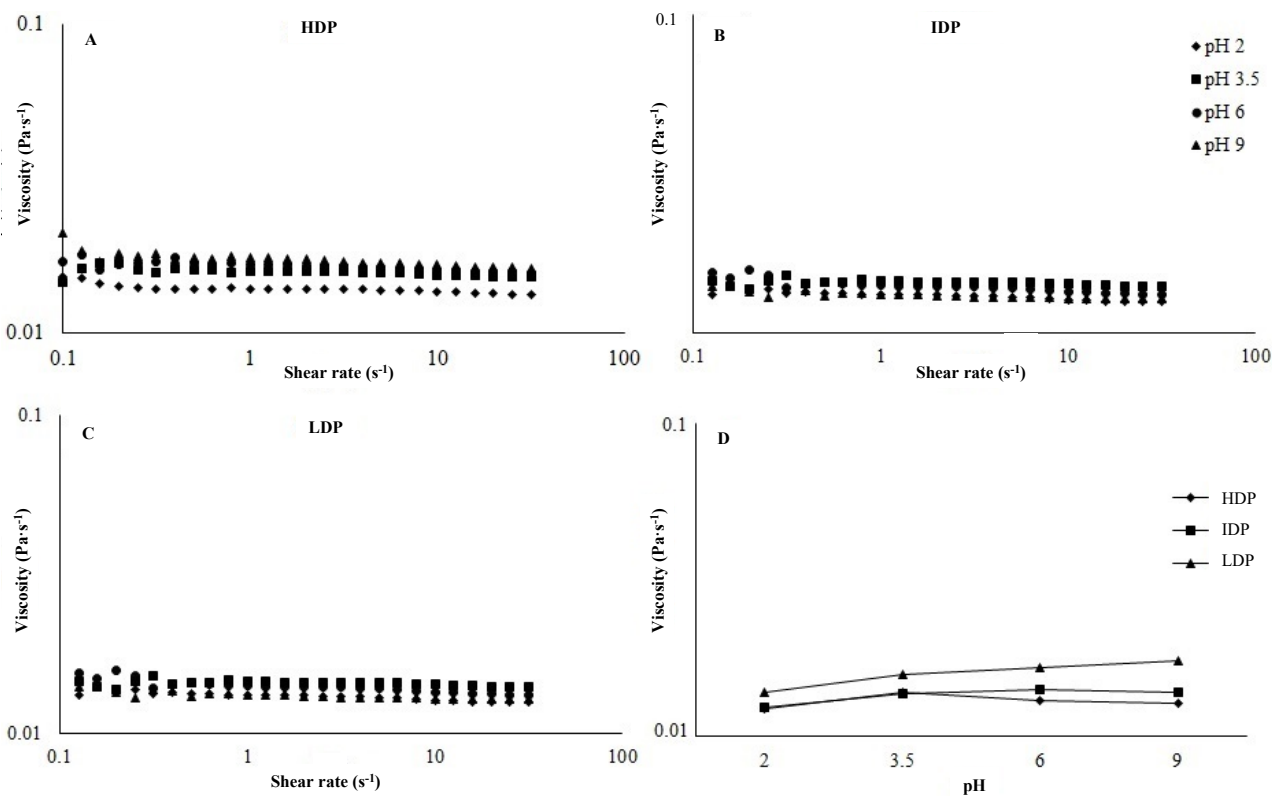 0.1
A
HDP
Viscosity (Pa·s-1)
0.01
0.1
1
10
100
Shear rate (s-1)
0.1
B
IDP
pH 2
pH 3.5
pH 6
pH 9
Viscosity (Pa·s-1)
0.1
1
10
100
Shear rate (s-1)
0.1
C
LDP
Viscosity (Pa·s-1)
0.01
0.1
1
10
100
Shear rate (s-1)
0.1
D
HDP
IDP
LDP
Viscosity (Pa·s-1)
0.01
2
3.5
6
9
pH